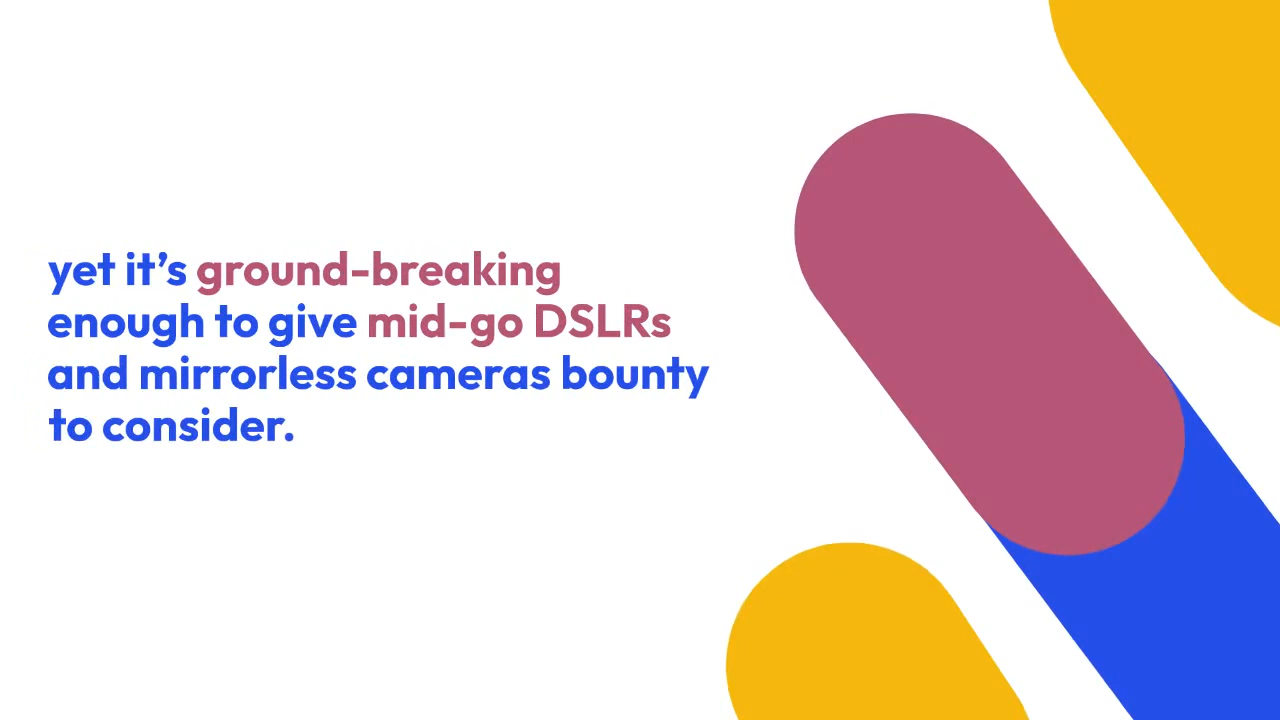 yet it’s ground-breaking
enough to give mid-go DSLRs
and mirrorless cameras bounty
to consider.